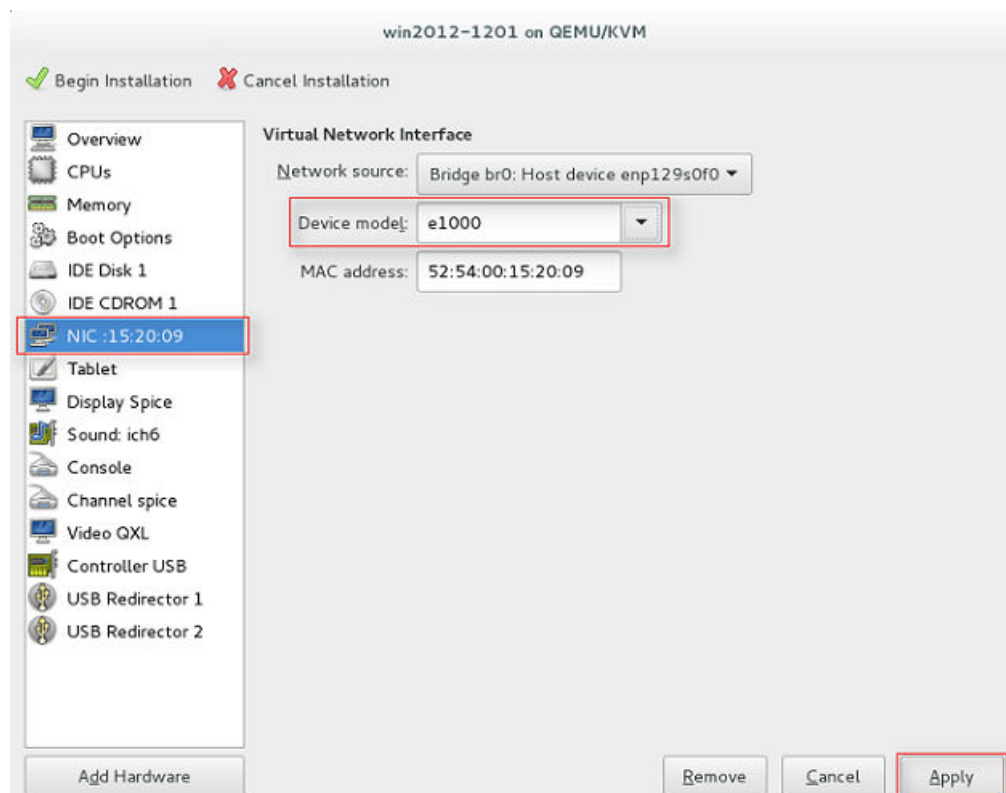 win2012-1201 on QEMU/KVM
Begin Installation
Cancel Installation
Overview
CPUs
Memory
Boot Options
IDE Disk 1
IDE CDROM 1
NIC :15:20:09
Tablet
Display Spice
Sound: ich6
Console
Channel spice
Video QXL
Controller USB
USB Redirector 1
USB Redirector 2
Add Hardware
Virtual Network Interface
Network source: Bridge br0: Host device enp129s0f0
Device model: e1000
MAC address: 52:54:00:15:20:09
Remove
Cancel
Apply